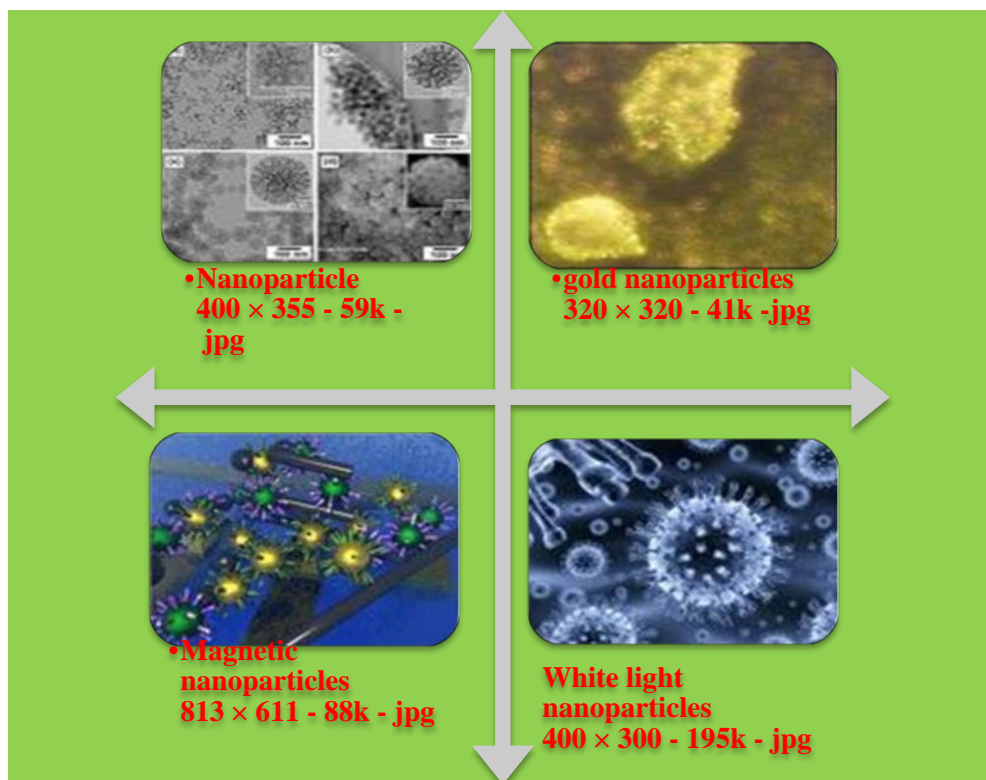 •Nanoparticle
400 × 355 - 59k -
jpg
•gold nanoparticles
320 × 320 - 41k -jpg
•Magnetic
nanoparticles
813 × 611 - 88k - jpg
White light
nanoparticles
400 × 300 - 195k - jpg